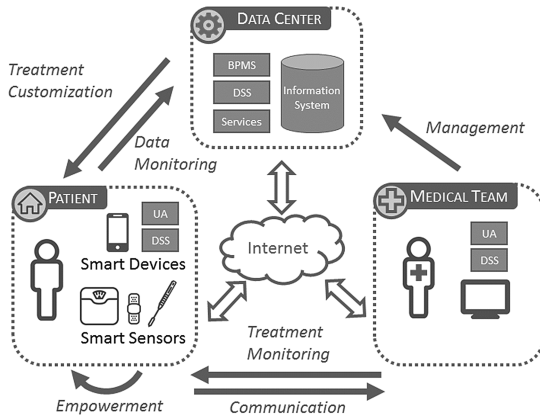 DATA CENTER
BPMS
DSS
Services
Information
System
Treatment
Customization
Data
Monitoring
Management
PATIENT
UA
DSS
Smart Devices
Smart Sensors
Internet
MEDICAL TEAM
UA
DSS
Treatment
Monitoring
Empowerment
Communication